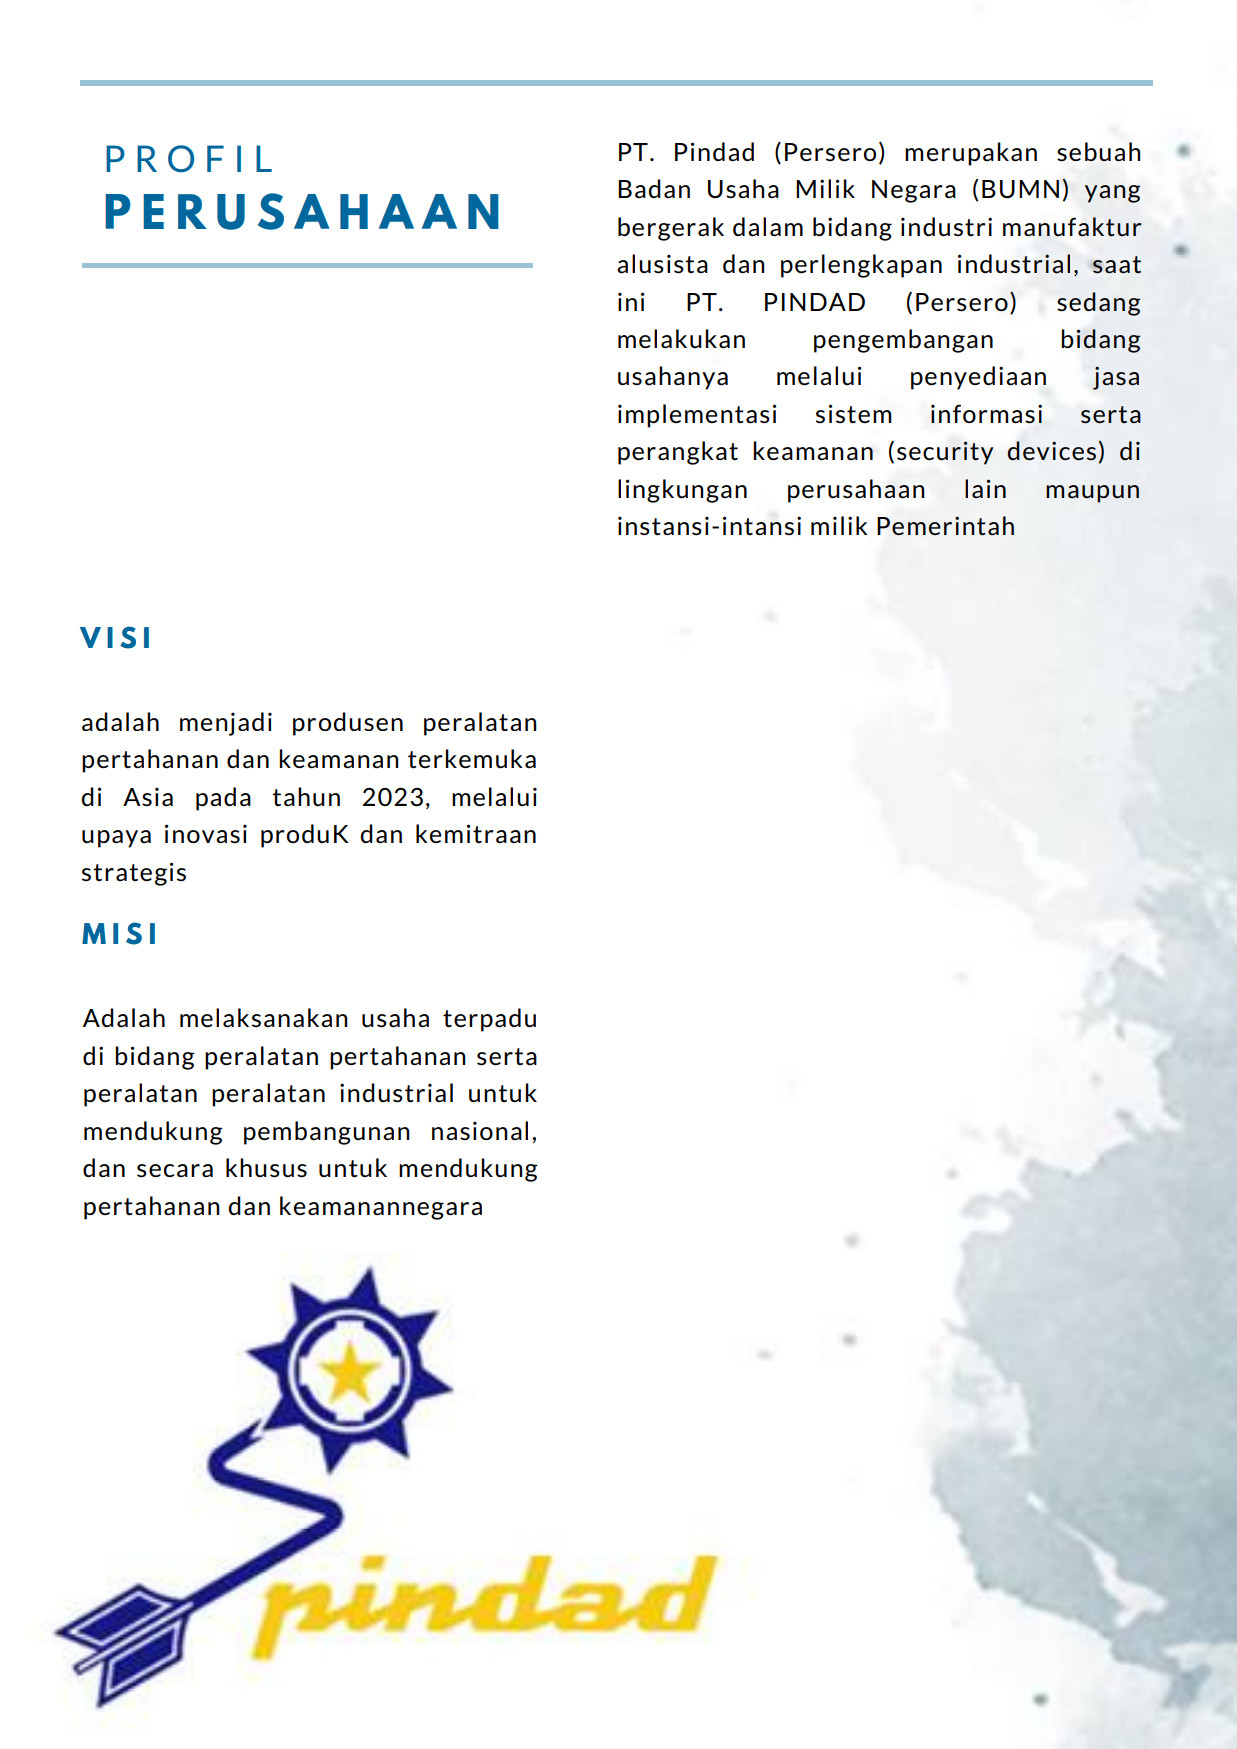 PROFIL
PERUSAHAAN
PT. Pindad (Persero) merupakan sebuah
Badan Usaha Milik Negara (BUMN) yang
bergerak dalam bidang industri manufaktur
alusista dan perlengkapan industrial, saat
ini PT. PINDAD (Persero) sedang
melakukan pengembangan bidang
usahanya melalui penyediaan jasa
implementasi sistem informasi serta
perangkat keamanan (security devices) di
lingkungan perusahaan lain maupun
instansi-intansi milik Pemerintah
VISI
adalah menjadi produsen peralatan
pertahanan dan keamanan terkemuka
di Asia pada tahun 2023, melalui
upaya inovasi produK dan kemitraan
strategis
MISI
Adalah melaksanakan usaha terpadu
di bidang peralatan pertahanan serta
peralatan peralatan industrial untuk
mendukung pembangunan nasional,
dan secara khusus untuk mendukung
pertahanan dan keamanannegara
pindad